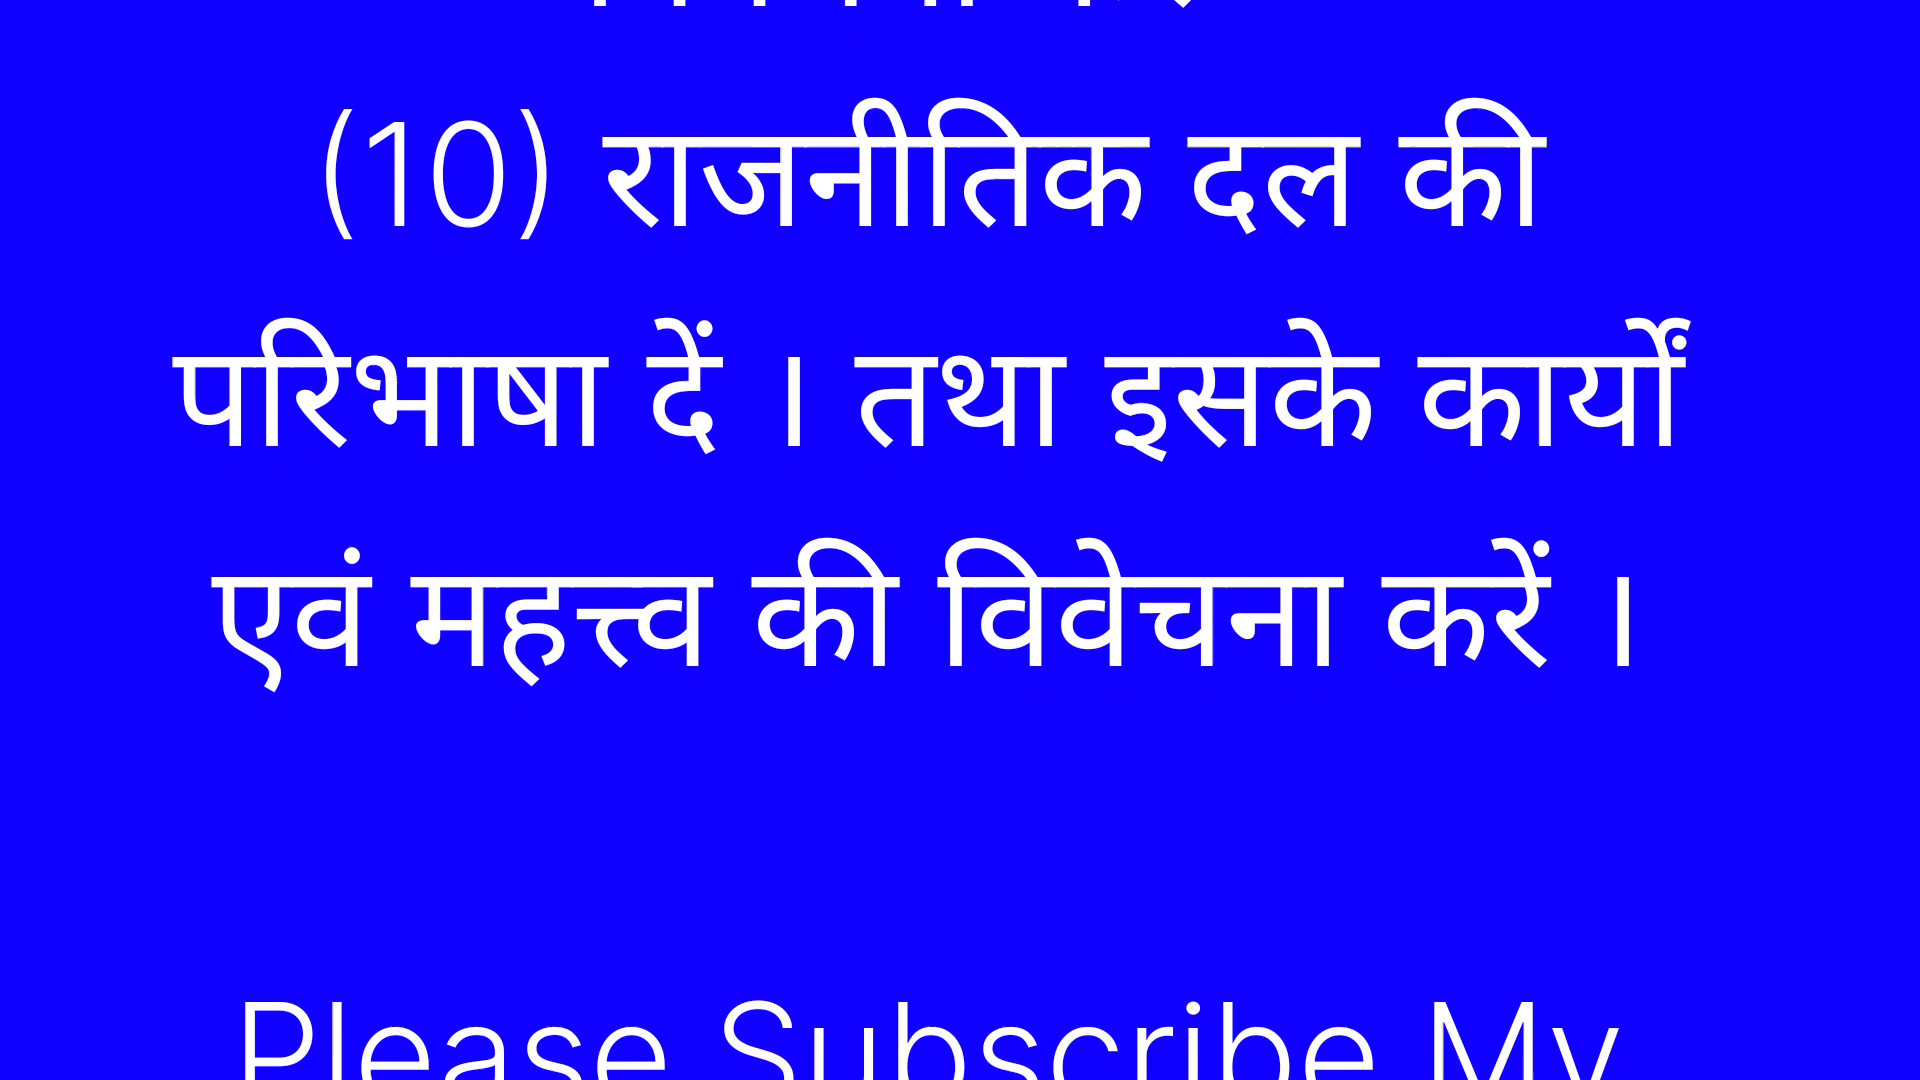 (10) राजनीतिक दल की
परिभाषा दें । तथा इसके कार्यों
एवं महत्त्व की विवेचना करें ।
Please Subscribe My